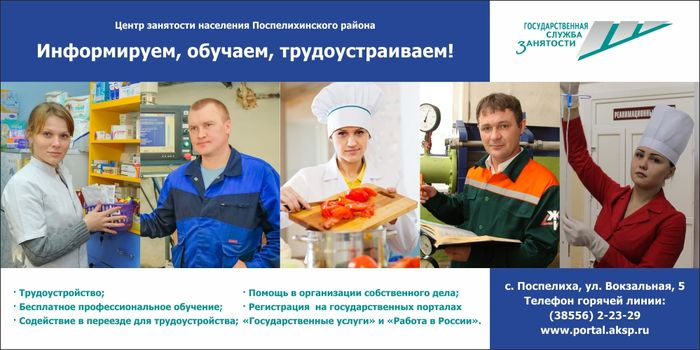 Центр занятости населения Поспелихинского района
Информируем, обучаем, трудоустраиваем!
ГОСУДАРСТВЕННАЯ
СЛУЖБА
ЗАНЯТОСТИ
РЕАНИМАЦИОННЫЙ
· Трудоустройство;
· Бесплатное профессиональное обучение;
· Содействие в переезде для трудоустройства;
· Помощь в организации собственного дела;
· Регистрация на государственных порталах
«Государственные услуги» и «Работа в России».
с. Поспелиха, ул. Вокзальная, 5
Телефон горячей линии:
(38556) 2-23-29
www.portal.aksp.ru